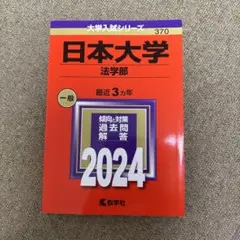 大学入試シリーズ
370
日本大学
法学部
最近3カ年
一般
傾向と対策
過去問
解答
2024
教学社